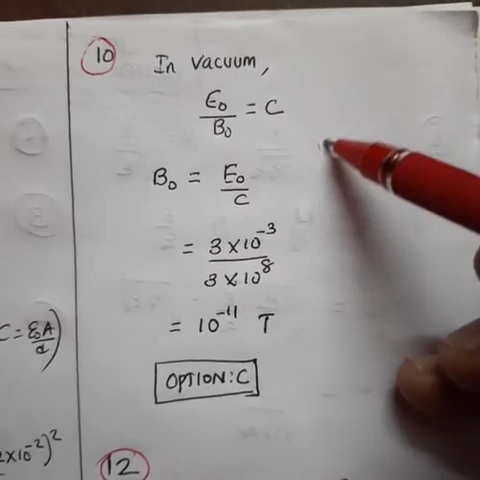 10 In vacuum,
E₀/B₀ = C
B₀ = E₀/C
= 3×10⁻³/3×10⁸
= 10⁻¹¹ T
OPTION:C
C = ε₀A/d)
2×10⁻²)²
12